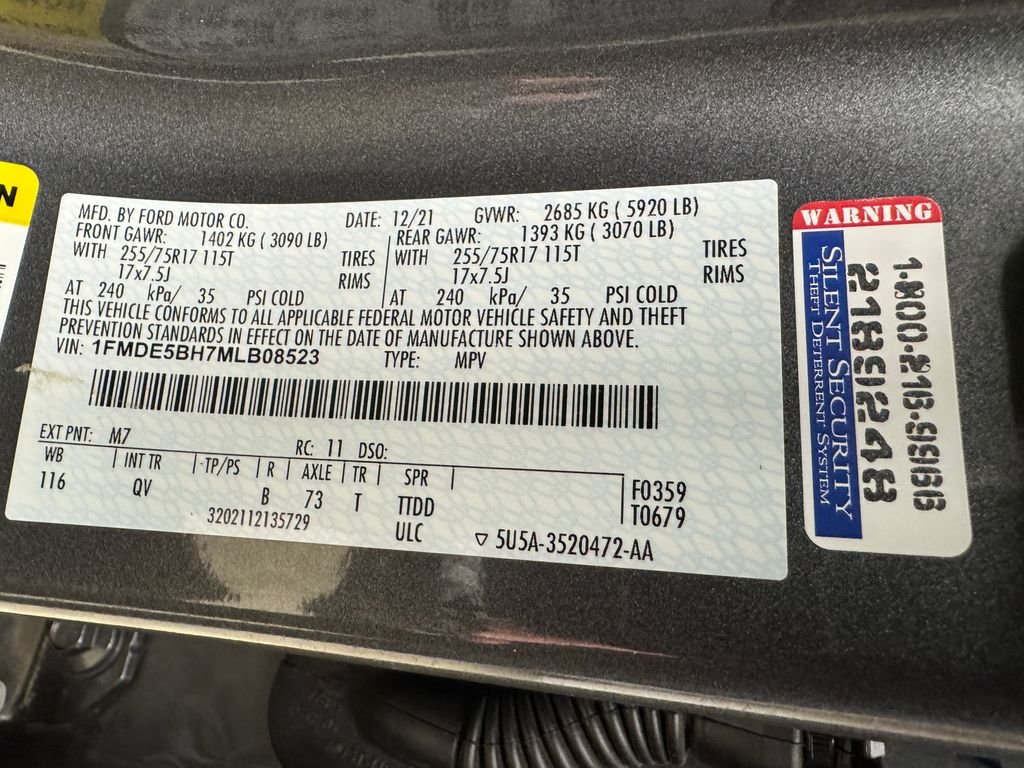 N
MFD. BY FORD MOTOR CO. DATE: 12/21 GVWR: 2685 KG ( 5920 LB)
FRONT GAWR: 1402 KG ( 3090 LB) REAR GAWR: 1393 KG ( 3070 LB)
WITH 255/75R17 115T TIRES WITH 255/75R17 115T TIRES
17x7.5J RIMS 17x7.5J RIMS
AT 240 kPa/ 35 PSI COLD AT 240 kPa/ 35 PSI COLD
THIS VEHICLE CONFORMS TO ALL APPLICABLE FEDERAL MOTOR VEHICLE SAFETY AND THEFT
PREVENTION STANDARDS IN EFFECT ON THE DATE OF MANUFACTURE SHOWN ABOVE.
VIN: 1FMDE5BH7MLB08523 TYPE: MPV
EXT PNT: M7 RC: 11 DSO:
WB INT TR TP/PS R AXLE TR SPR
116 QV B 73 T TTDD F0359
3202112135729 ULC T0679
5U5A-3520472-AA
WARNING
SILENT SECURITY
THEFT DETERRENT SYSTEM
21891248